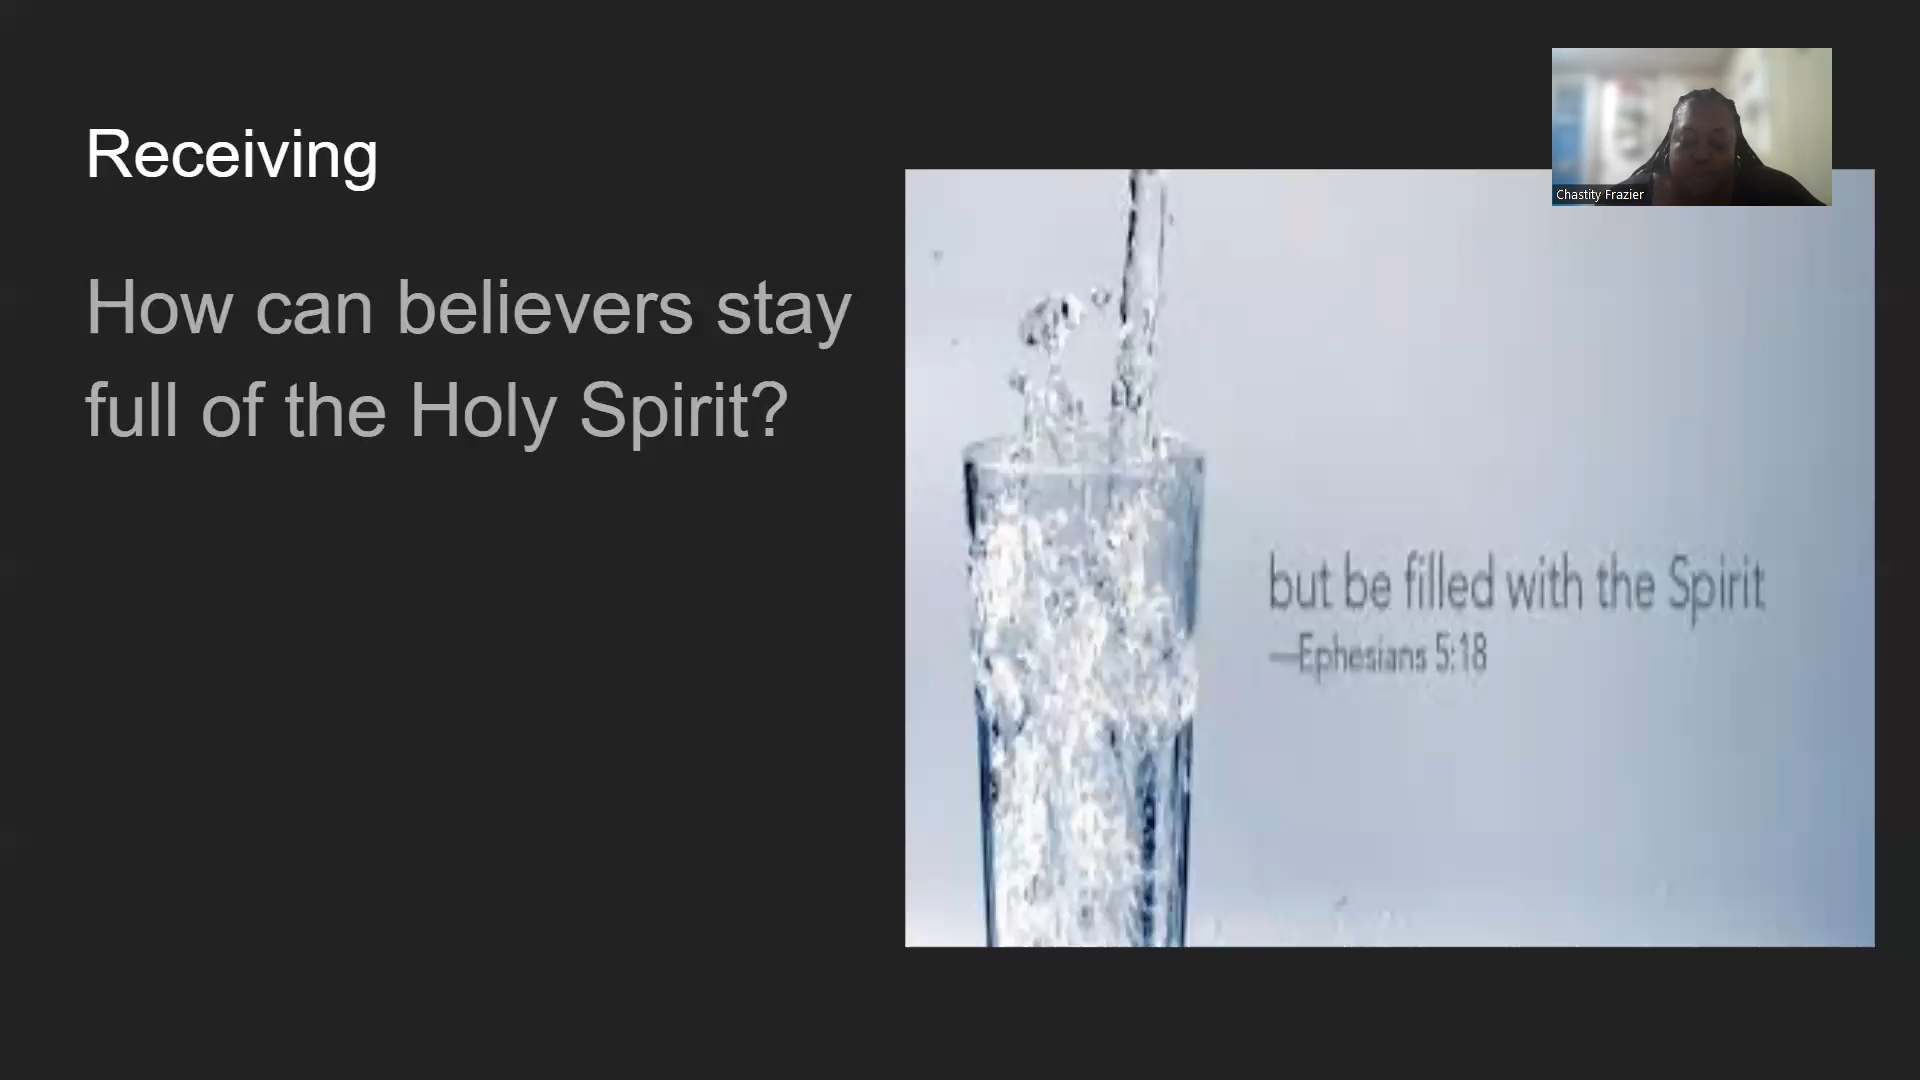 Receiving
How can believers stay
full of the Holy Spirit?
Chastity Frazier
but be filled with the Spirit
—Ephesians 5:18